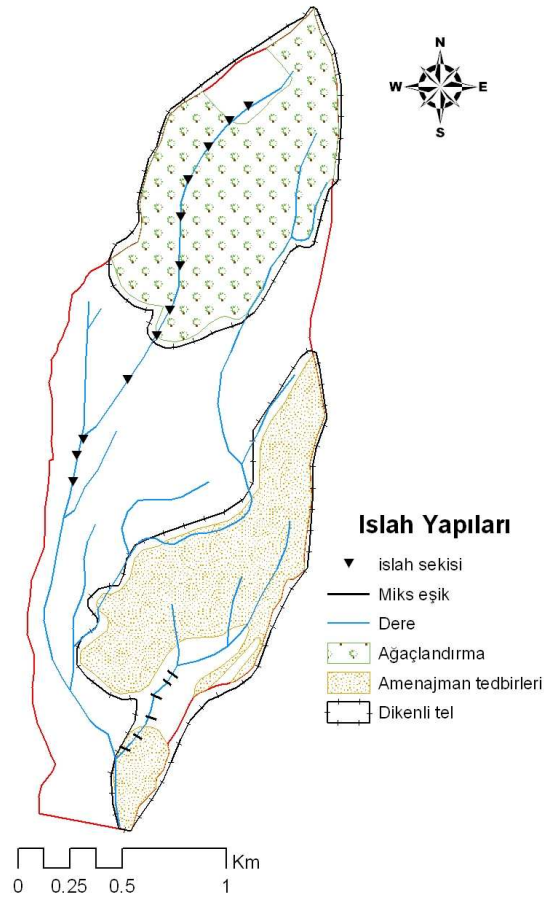 N
W E
S
Islah Yapıları
islah sekisi
Miks eşik
Dere
Ağaçlandırma
Amenajman tedbirleri
Dikenli tel
Km
0 0.25 0.5 1